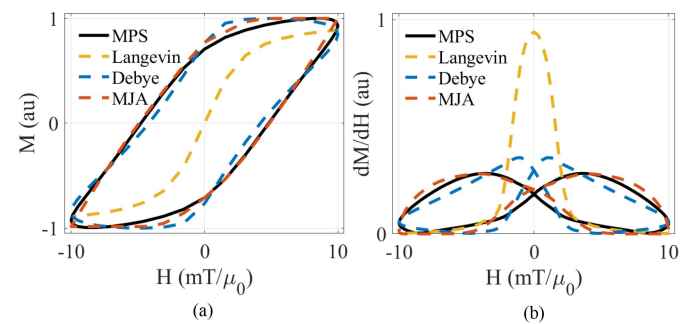 MPS
Langevin
Debye
MJA
1
0
-1
M (au)
-10
0
10
H (mT/μ0)
(a)
MPS
Langevin
Debye
MJA
1
0
dM/dH (au)
-10
0
10
H (mT/μ0)
(b)